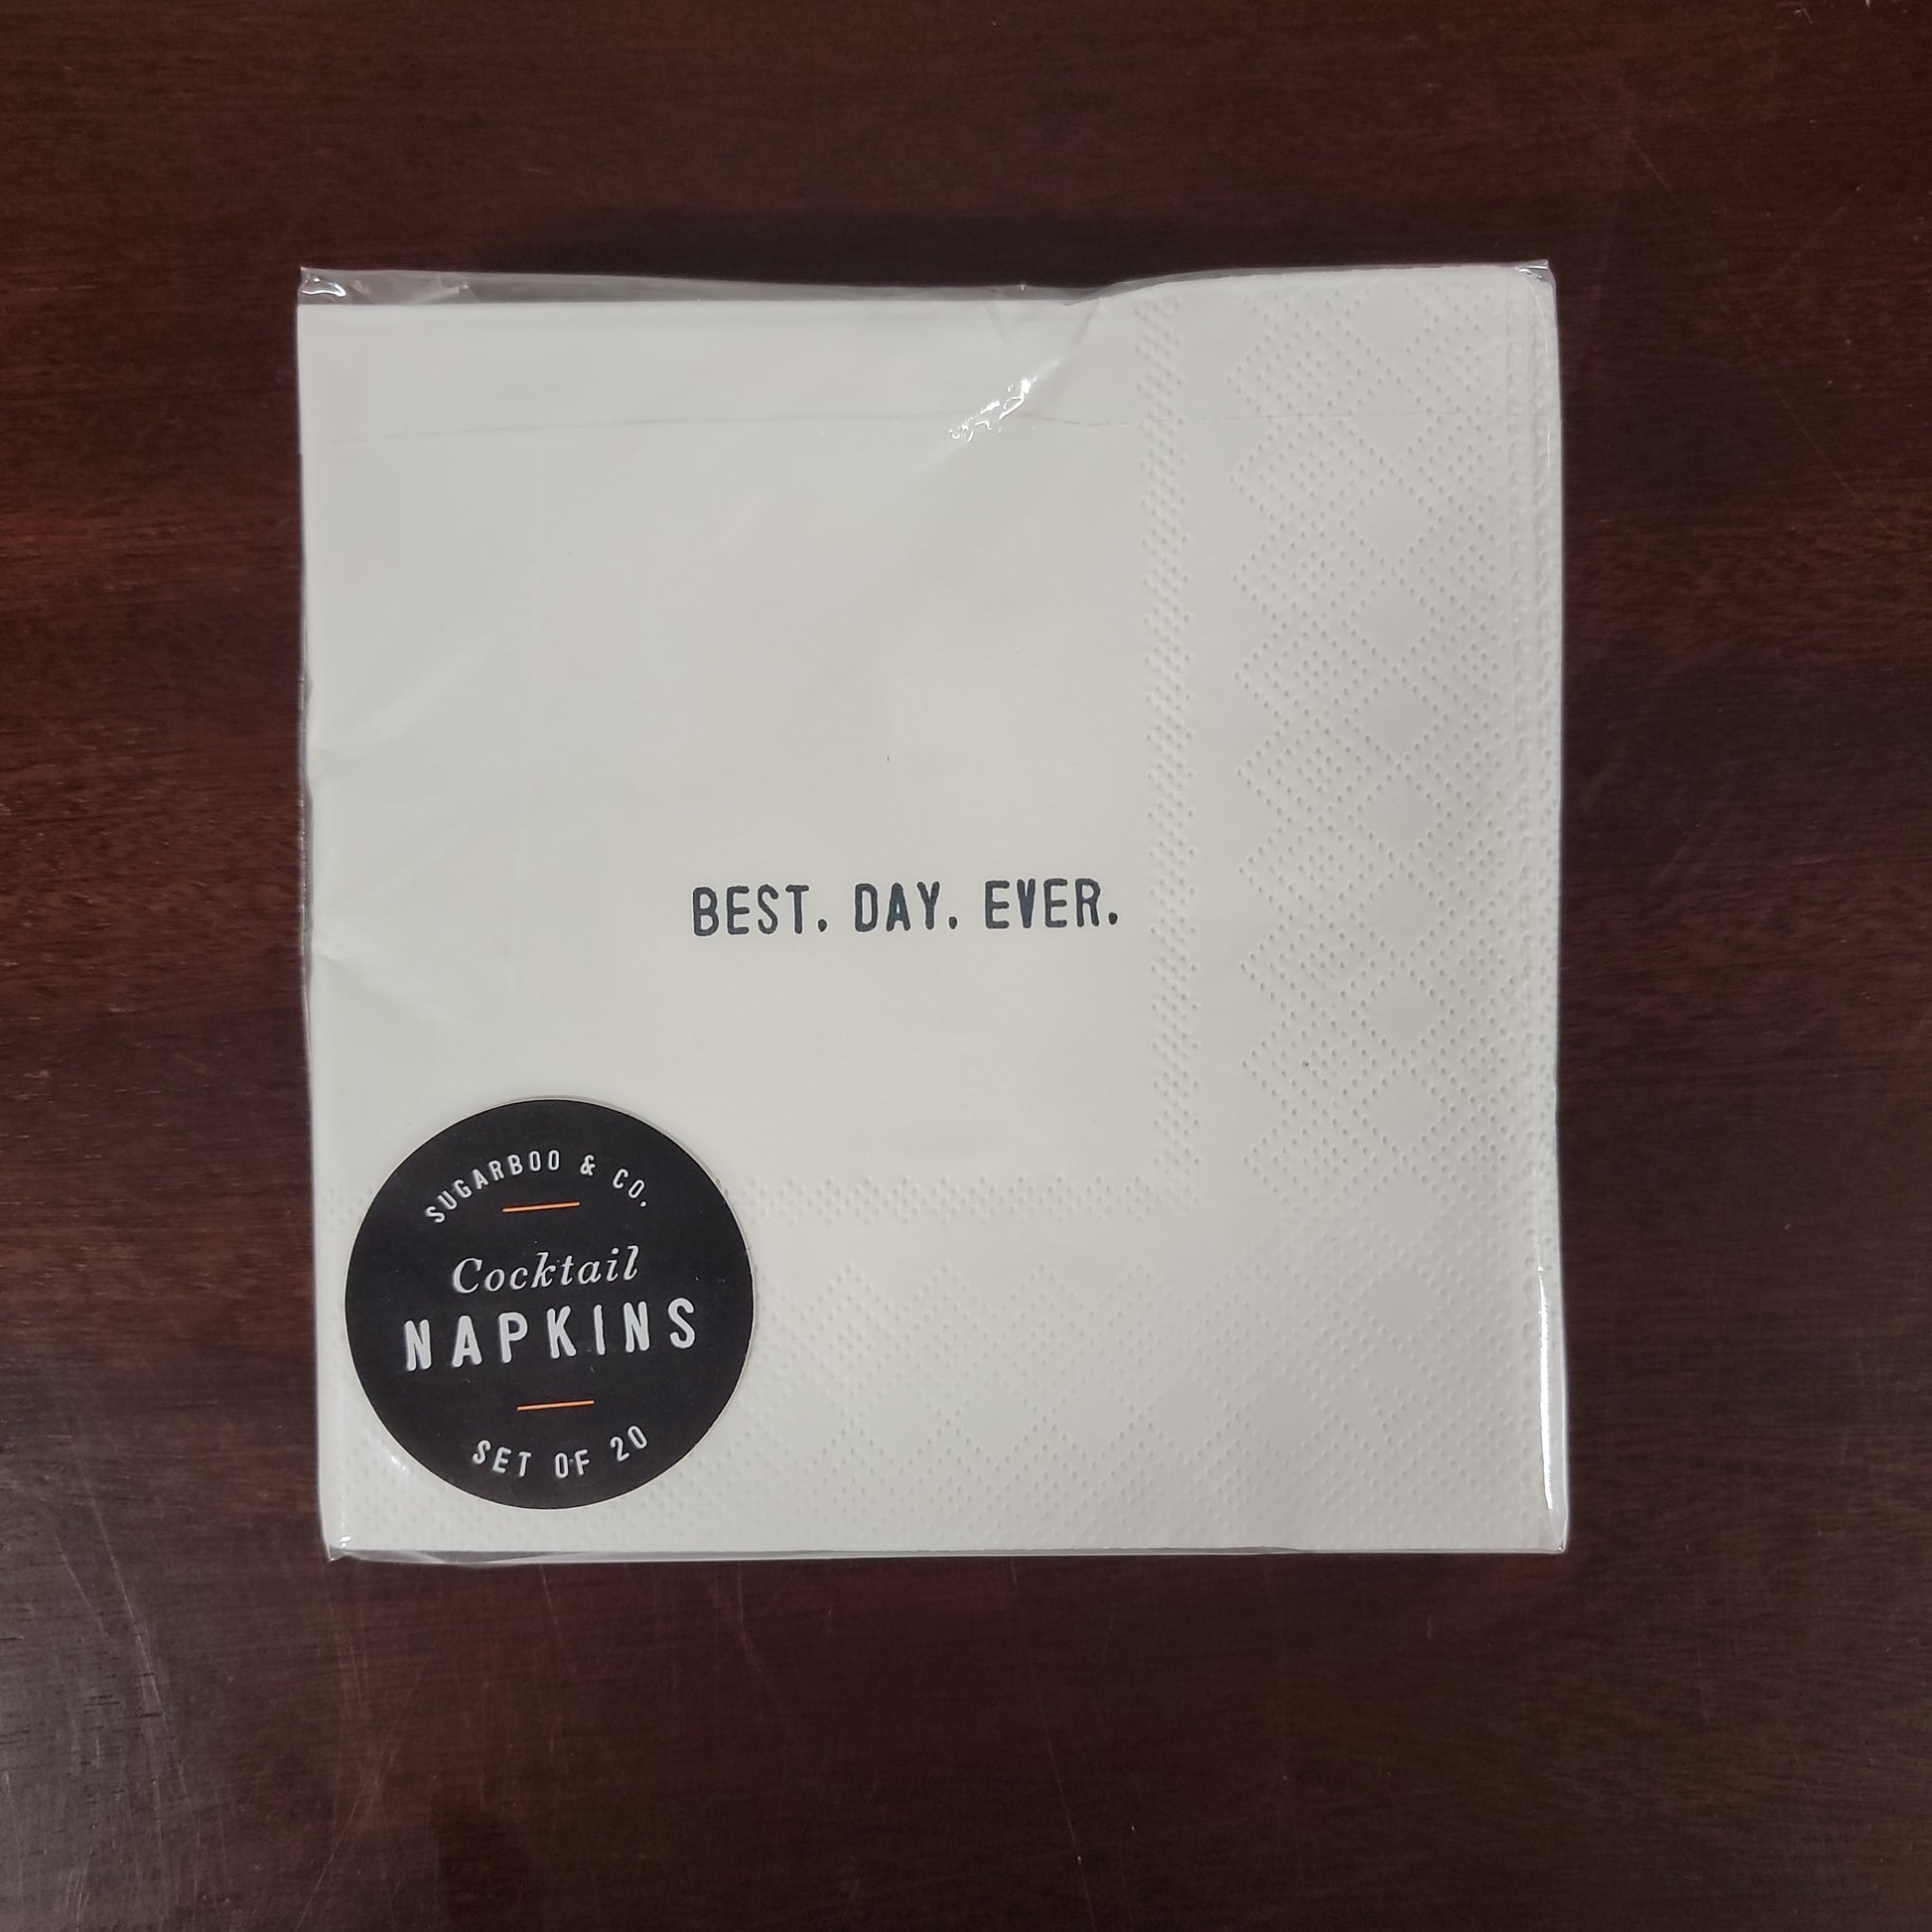 BEST. DAY. EVER.
SUGARBOO & CO.
Cocktail
NAPKINS
SET OF 20